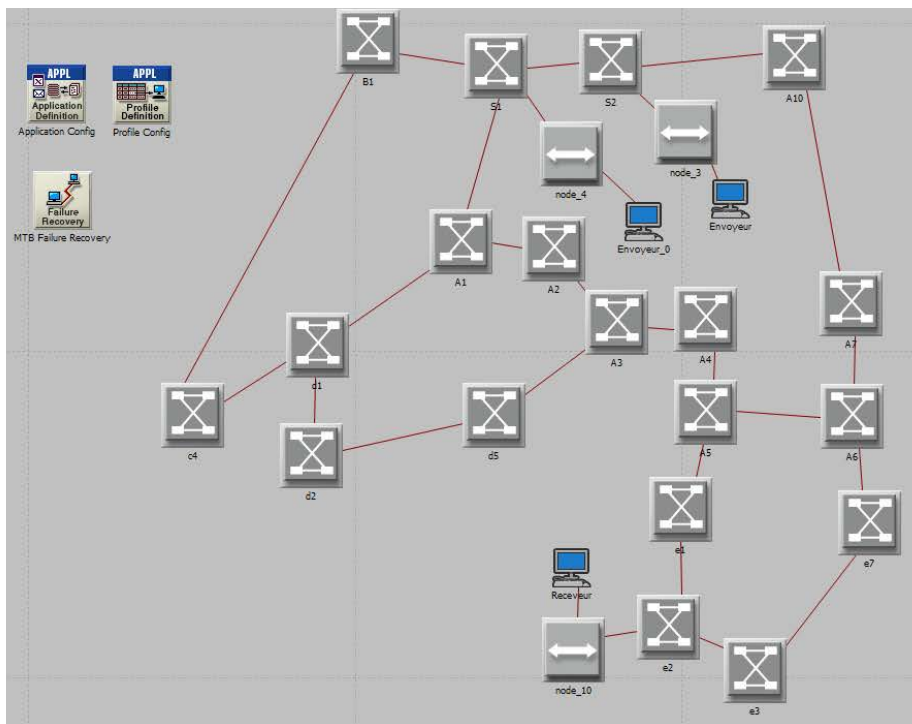 B1
S1
S2
A10
APPL
Application
Definition
Application Config
APPL
Profile
Definition
Profile Config
node_4
node_3
Failure
Recovery
MTB Failure Recovery
Envoyeur_0
Envoyeur
A1
A2
A3
A4
A7
d1
c4
d2
d5
A5
A6
e1
e7
Receveur
node_10
e2
e3